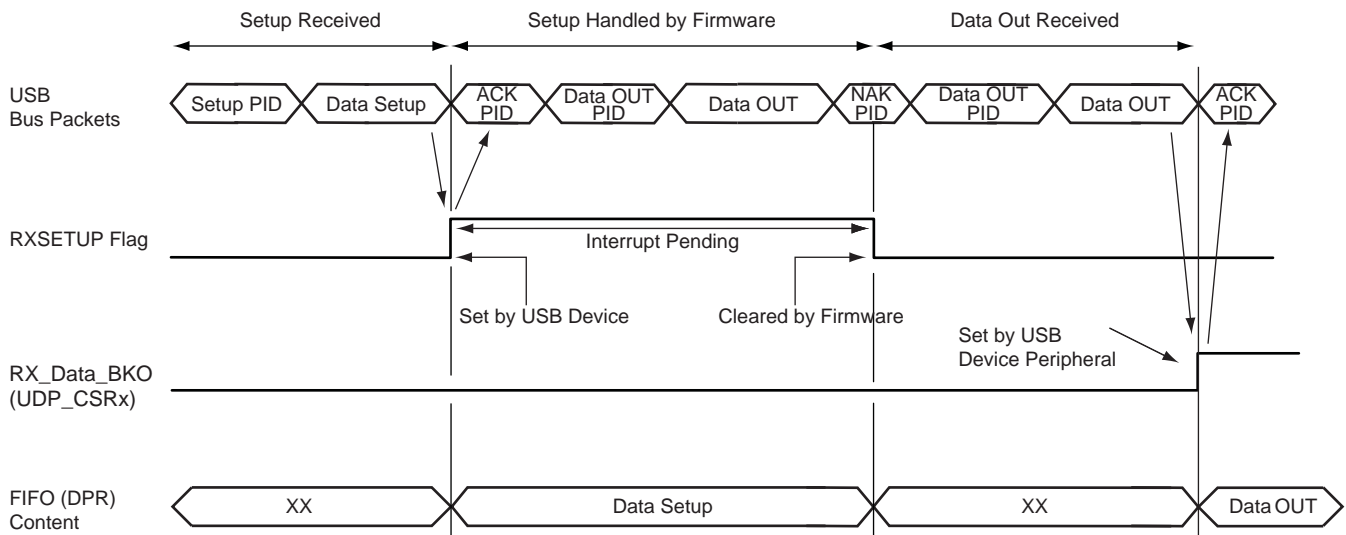 Setup Received
Setup Handled by Firmware
Data Out Received
USB
Bus Packets
Setup PID
Data Setup
ACK
PID
Data OUT
PID
Data OUT
NAK
PID
Data OUT
PID
Data OUT
ACK
PID
RXSETUP Flag
Interrupt Pending
Set by USB Device
Cleared by Firmware
Set by USB
Device Peripheral
RX_Data_BKO
(UDP_CSRx)
FIFO (DPR)
Content
XX
Data Setup
XX
Data OUT